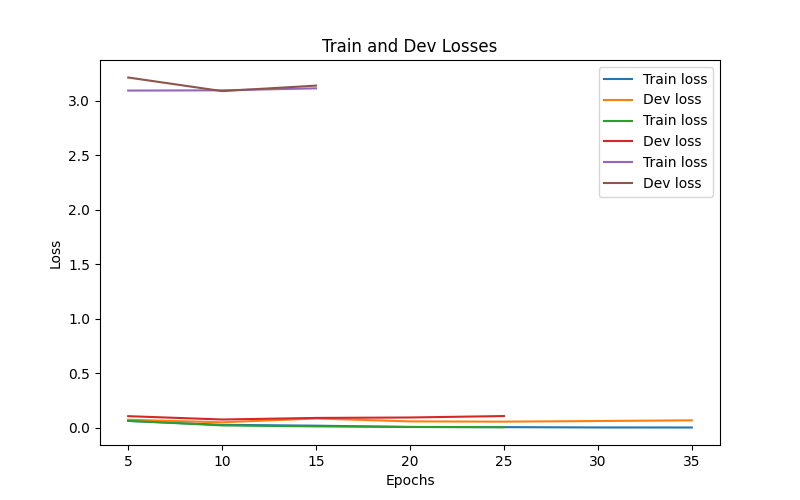 Train and Dev Losses
Train loss
Dev loss
Train loss
Dev loss
Train loss
Dev loss
Loss
3.0
2.5
2.0
1.5
1.0
0.5
0.0
5 10 15 20 25 30 35
Epochs